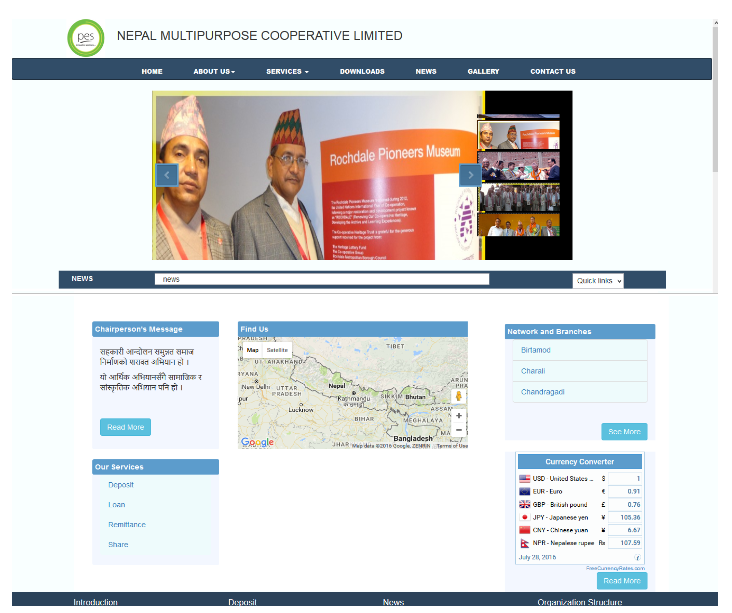 pes
NEPAL MULTIPURPOSE COOPERATIVE LIMITED
HOME ABOUT US SERVICES DOWNLOADS NEWS GALLERY CONTACT US
Rochdale Pioneers Museum
NEWS news Quick links
Chairperson's Message
सहकारी आन्दोलन समुन्नत समाज
निर्माणको
अभियान हो ।
यो आर्थिक अभियानसँगै सामाजिक र
सांस्कृतिक अभियान पनि हो ।
Read More
Our Services
Deposit
Loan
Remittance
Share
Find Us
Map Satellite
PRADESH
TIBET
UTTARAKHAND
New Delhi
UTTAR
PRADESH
Nepal
Kathmandu
SIKKIM
Bhutan
ASSAM
Lucknow
BIHAR
MEGHALAYA
Bangladesh
JHAR
Google
Map data ©2016 Google, ZENRIN Terms of Use
Network and Branches
Birtamod
Charali
Chandragadi
See More
Currency Converter
USD - United States ... $ 1
EUR - Euro € 0.91
GBP - British pound £ 0.76
JPY - Japanese yen ¥ 105.36
CNY - Chinese yuan ¥ 6.67
NPR - Nepalese rupee Rs 107.59
July 28, 2016
FreeCurrencyRates.com
Read More
Introduction Deposit News Organization Structure